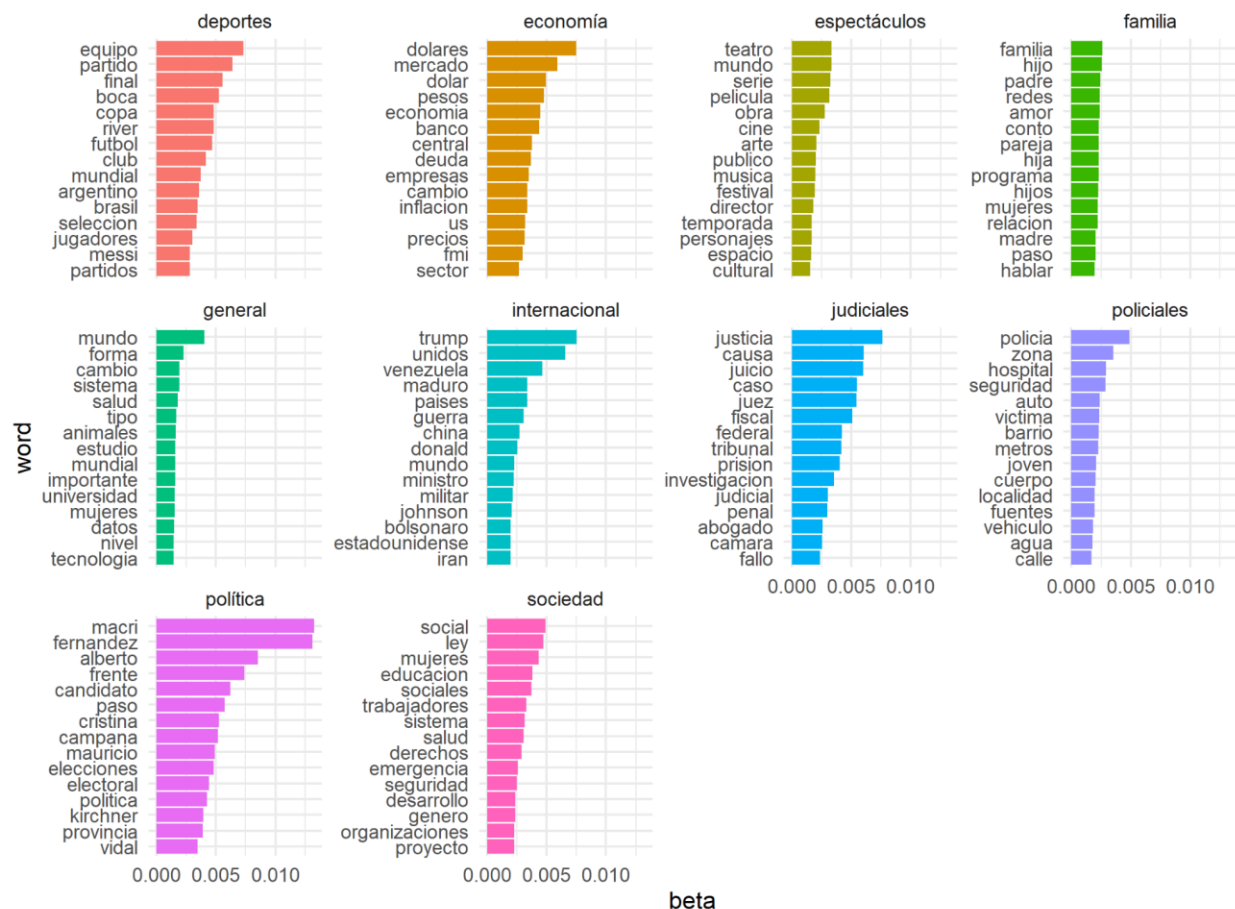 deportes
equipo
partido
final
boca
copa
river
futbol
club
mundial
argentino
brasil
seleccion
jugadores
messi
partidos
economía
dolares
mercado
dolar
pesos
economia
banco
central
deuda
empresas
cambio
inflacion
us
precios
fmi
sector
espectáculos
teatro
mundo
serie
pelicula
obra
cine
arte
publico
musica
festival
director
temporada
personajes
espacio
cultural
familia
familia
hijo
padre
redes
amor
conto
pareja
hija
programa
hijos
mujeres
relacion
madre
paso
hablar
general
mundo
forma
cambio
sistema
salud
tipo
animales
estudio
mundial
importante
universidad
mujeres
datos
nivel
tecnologia
internacional
trump
unidos
venezuela
maduro
paises
guerra
china
donald
mundo
ministro
militar
johnson
bolsonaro
estadounidense
iran
judiciales
justicia
causa
juicio
caso
juez
fiscal
federal
tribunal
prision
investigacion
judicial
penal
abogado
camara
fallo
0.000 0.005 0.010
policiales
policia
zona
hospital
seguridad
auto
victima
barrio
metros
joven
cuerpo
localidad
fuentes
vehiculo
agua
calle
0.000 0.005 0.010
política
macri
fernandez
alberto
frente
candidato
paso
cristina
campana
mauricio
elecciones
electoral
politica
kirchner
provincia
vidal
0.000 0.005 0.010
sociedad
social
ley
mujeres
educacion
sociales
trabajadores
sistema
salud
derechos
emergencia
seguridad
desarrollo
genero
organizaciones
proyecto
0.000 0.005 0.010
word
beta